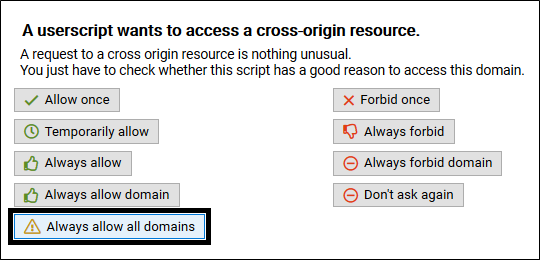 A userscript wants to access a cross-origin resource.
A request to a cross origin resource is nothing unusual.
You just have to check whether this script has a good reason to access this domain.
Allow once
Forbid once
Temporarily allow
Always forbid
Always allow
Always forbid domain
Always allow domain
Don't ask again
Always allow all domains